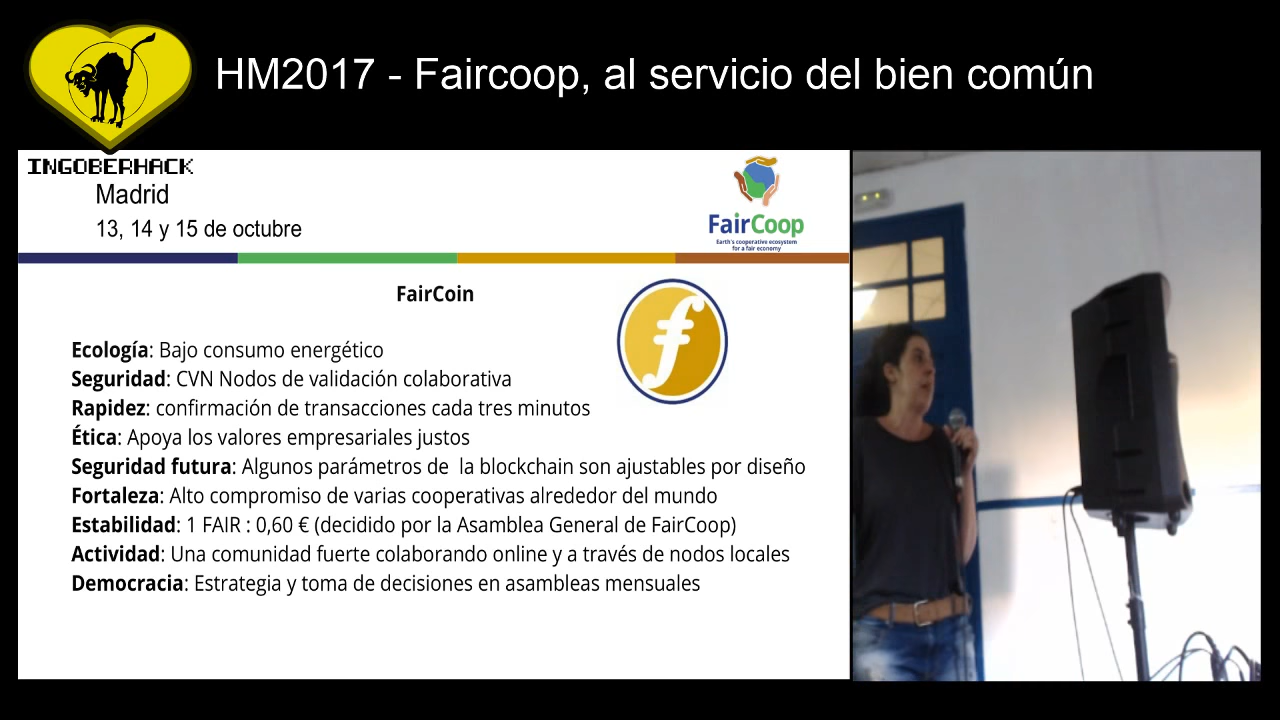 HM2017 - Faircoop, al servicio del bien común
INGOBERHACK
Madrid
13, 14 y 15 de octubre
FairCoop
Earth's cooperative ecosystem
for a fair economy
FairCoin
Ecología: Bajo consumo energético
Seguridad: CVN Nodos de validación colaborativa
Rapidez: confirmación de transacciones cada tres minutos
Ética: Apoya los valores empresariales justos
Seguridad futura: Algunos parámetros de  la blockchain son ajustables por diseño
Fortaleza: Alto compromiso de varias cooperativas alrededor del mundo
Estabilidad: 1 FAIR : 0,60 € (decidido por la Asamblea General de FairCoop)
Actividad: Una comunidad fuerte colaborando online y a través de nodos locales
Democracia: Estrategia y toma de decisiones en asambleas mensuales